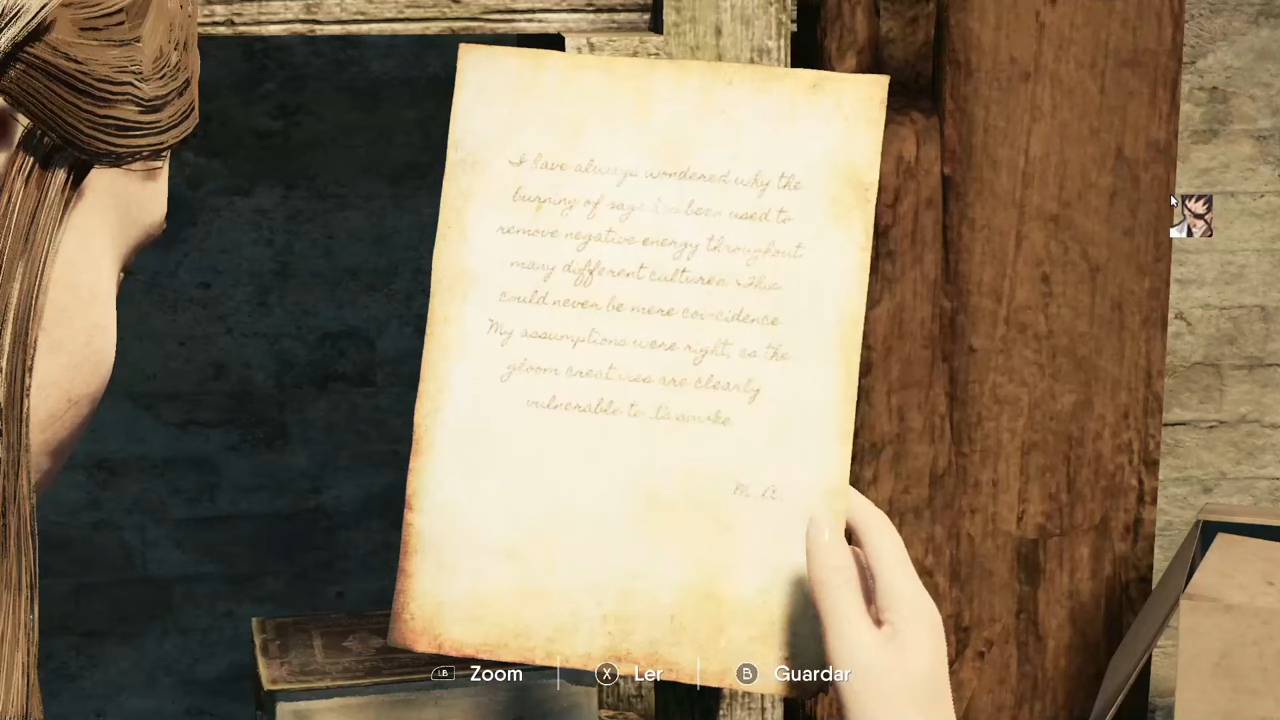 I have always wondered why the
burning of sage has been used to
remove negative energy throughout
many different cultures. This
could never be mere coincidence.
My assumptions were right, as the
gloom creatures are clearly
vulnerable to its smoke.
M. A.
LB Zoom X Ler B Guardar